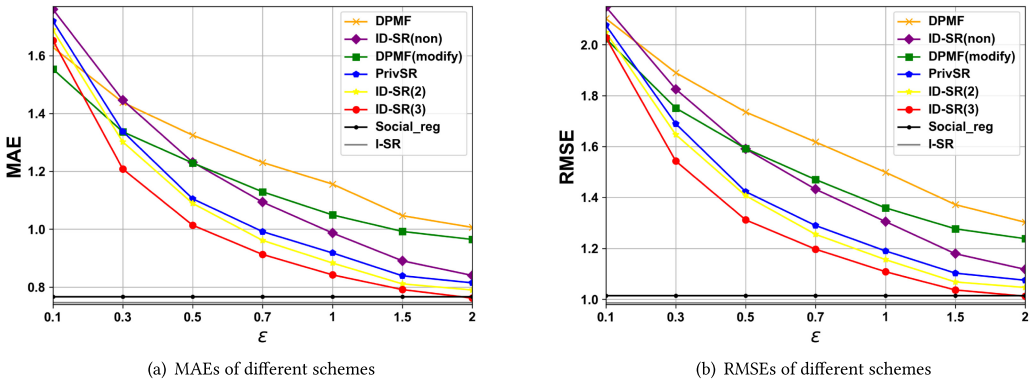 MAE
1.6
1.4
1.2
1.0
0.8
0.1 0.3 0.5 0.7 1 1.5 2
ε
DPMF
ID-SR(non)
DPMF(modify)
PrivSR
ID-SR(2)
ID-SR(3)
Social_reg
I-SR
(a) MAEs of different schemes
RMSE
2.0
1.8
1.6
1.4
1.2
1.0
0.1 0.3 0.5 0.7 1 1.5 2
ε
DPMF
ID-SR(non)
DPMF(modify)
PrivSR
ID-SR(2)
ID-SR(3)
Social_reg
I-SR
(b) RMSEs of different schemes